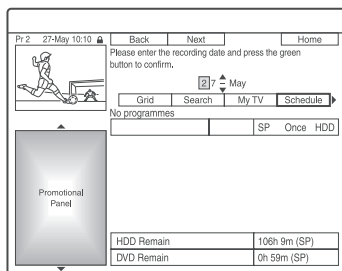 Pr 2 27-May 10:10
Back Next Home
Please enter the recording date and press the green
button to confirm.
27 May
Grid Search My TV Schedule
No programmes
SP Once HDD
Promotional
Panel
HDD Remain 106h 9m (SP)
DVD Remain 0h 59m (SP)